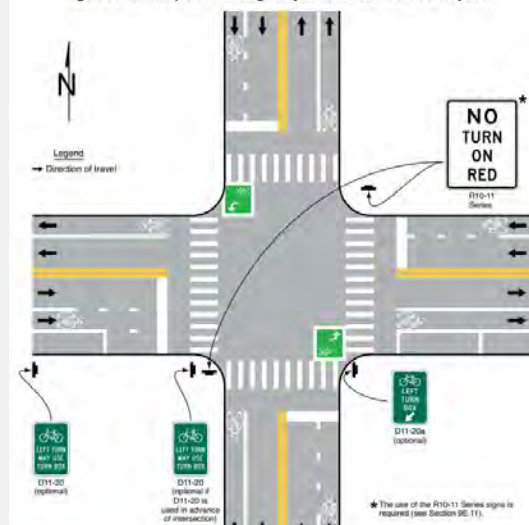 N
Legend
Direction of travel
NO
TURN
ON
RED
*
R10-11
Series
LEFT TURN
MAY USE
TURN BOX
D11-20
(optional)
LEFT TURN
MAY USE
TURN BOX
D11-20
(optional if
D11-20 is
used in advance
of intersection)
LEFT
TURN
BOX
D11-20a
(optional)
* The use of the R10-11 Series signs is
required (see Section 9E.11).